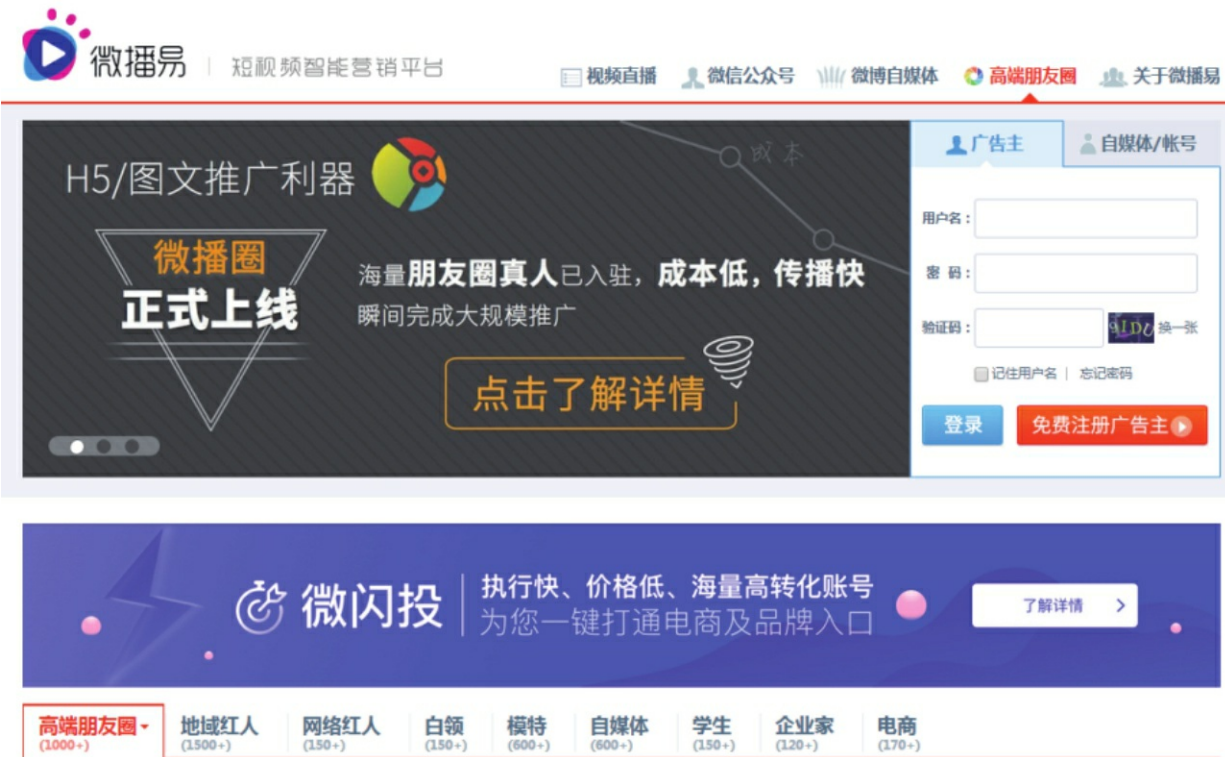 微播易 短视频智能营销平台
视频直播 微信公众号 微博自媒体 高端朋友圈 关于微播易
H5/图文推广利器
成本
微播圈
正式上线
海量朋友圈真人已入驻，成本低，传播快
瞬间完成大规模推广
点击了解详情
广告主 自媒体/帐号
用户名：
密 码：
验证码： 9IDU 换一张
记住用户名 | 忘记密码
登录 免费注册广告主
微闪投
执行快、价格低、海量高转化账号
为您一键打通电商及品牌入口
了解详情
高端朋友圈 地域红人 网络红人 白领 模特 自媒体 学生 企业家 电商
(1000+) (1500+) (150+) (150+) (600+) (600+) (150+) (120+) (170+)